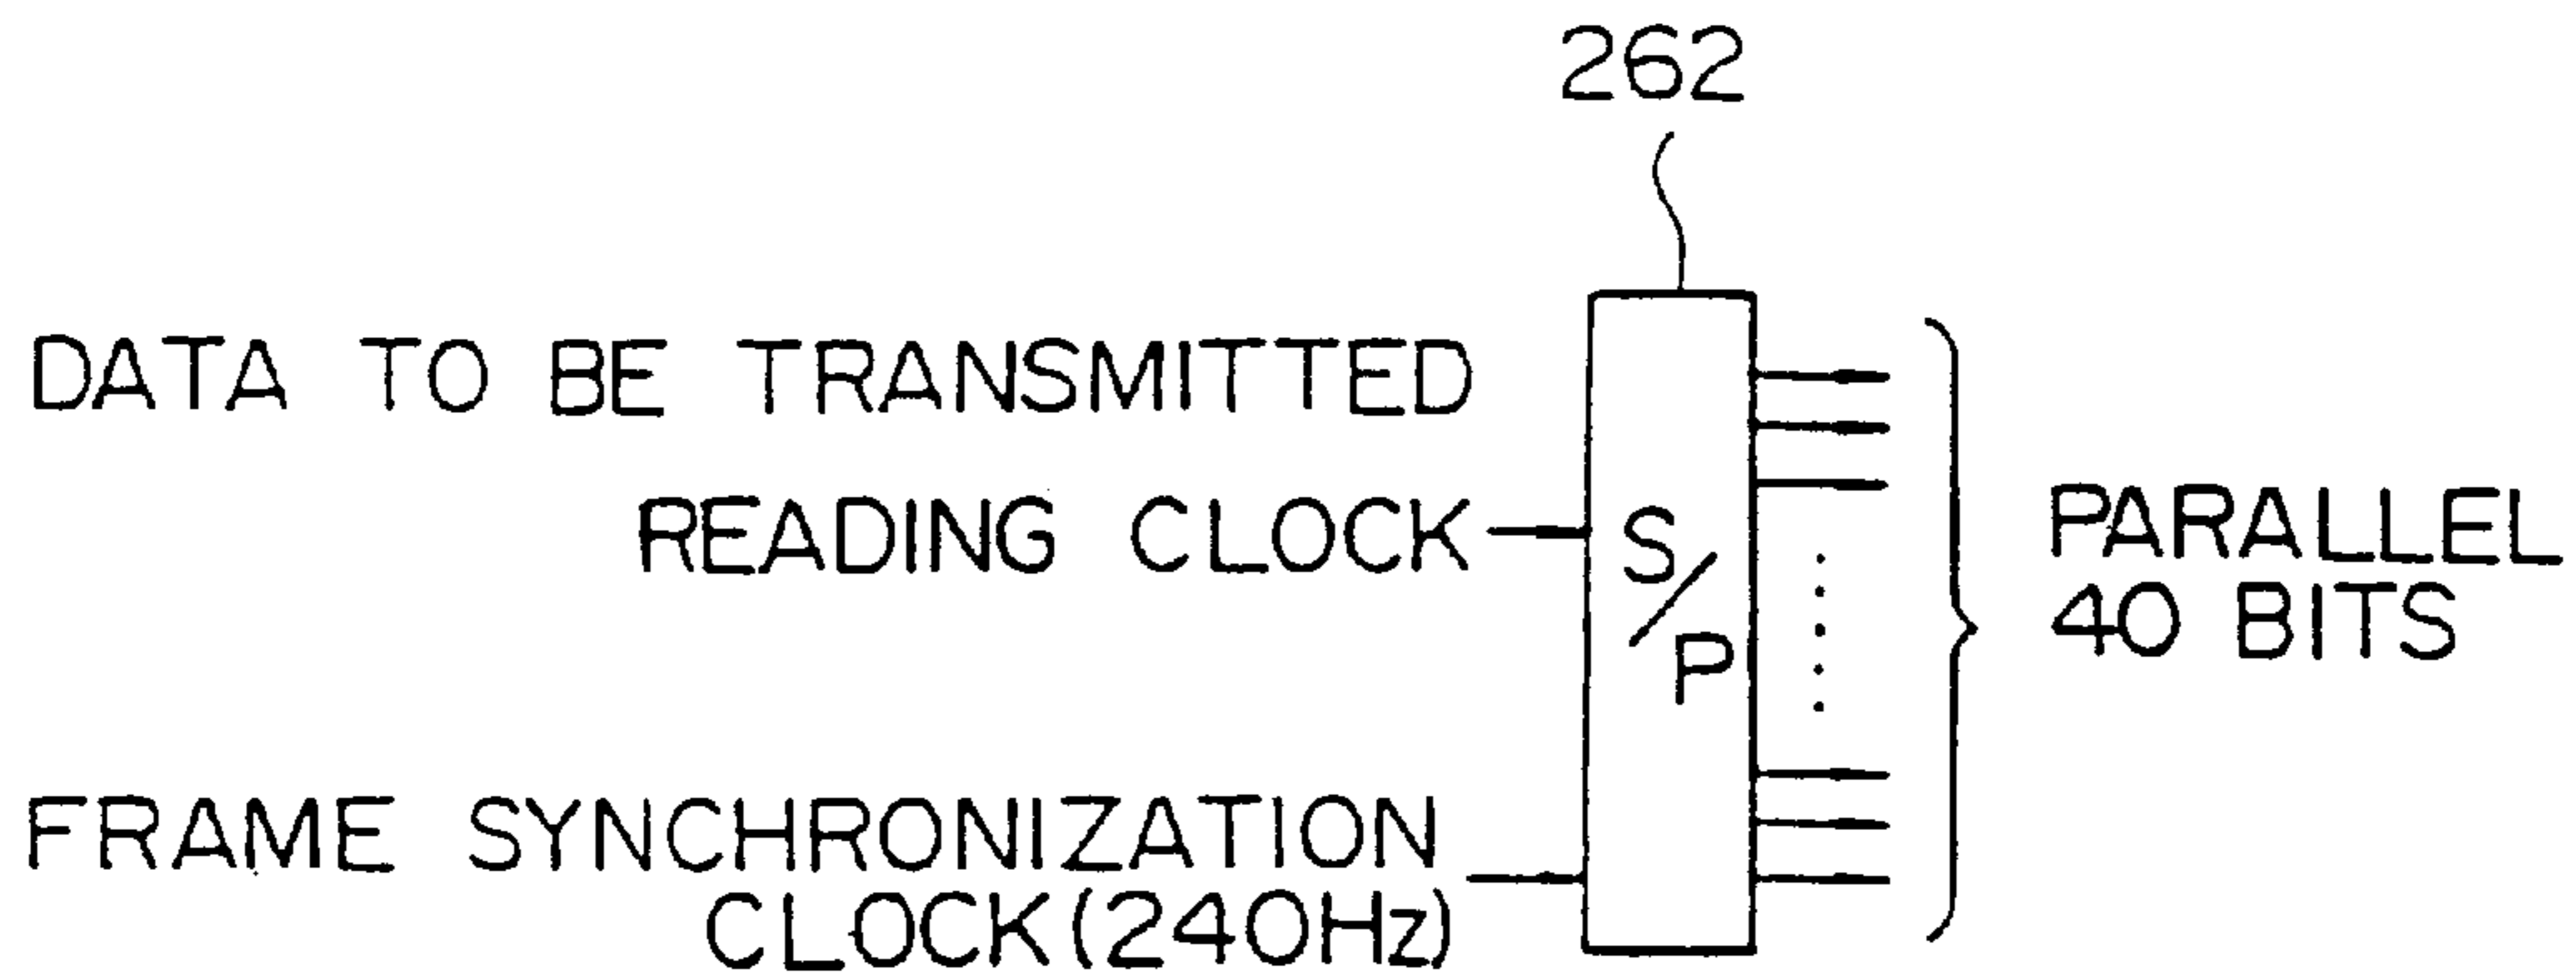 262
DATA TO BE TRANSMITTED
READING CLOCK
S/P
PARALLEL
40 BITS
FRAME SYNCHRONIZATION
CLOCK(240Hz)